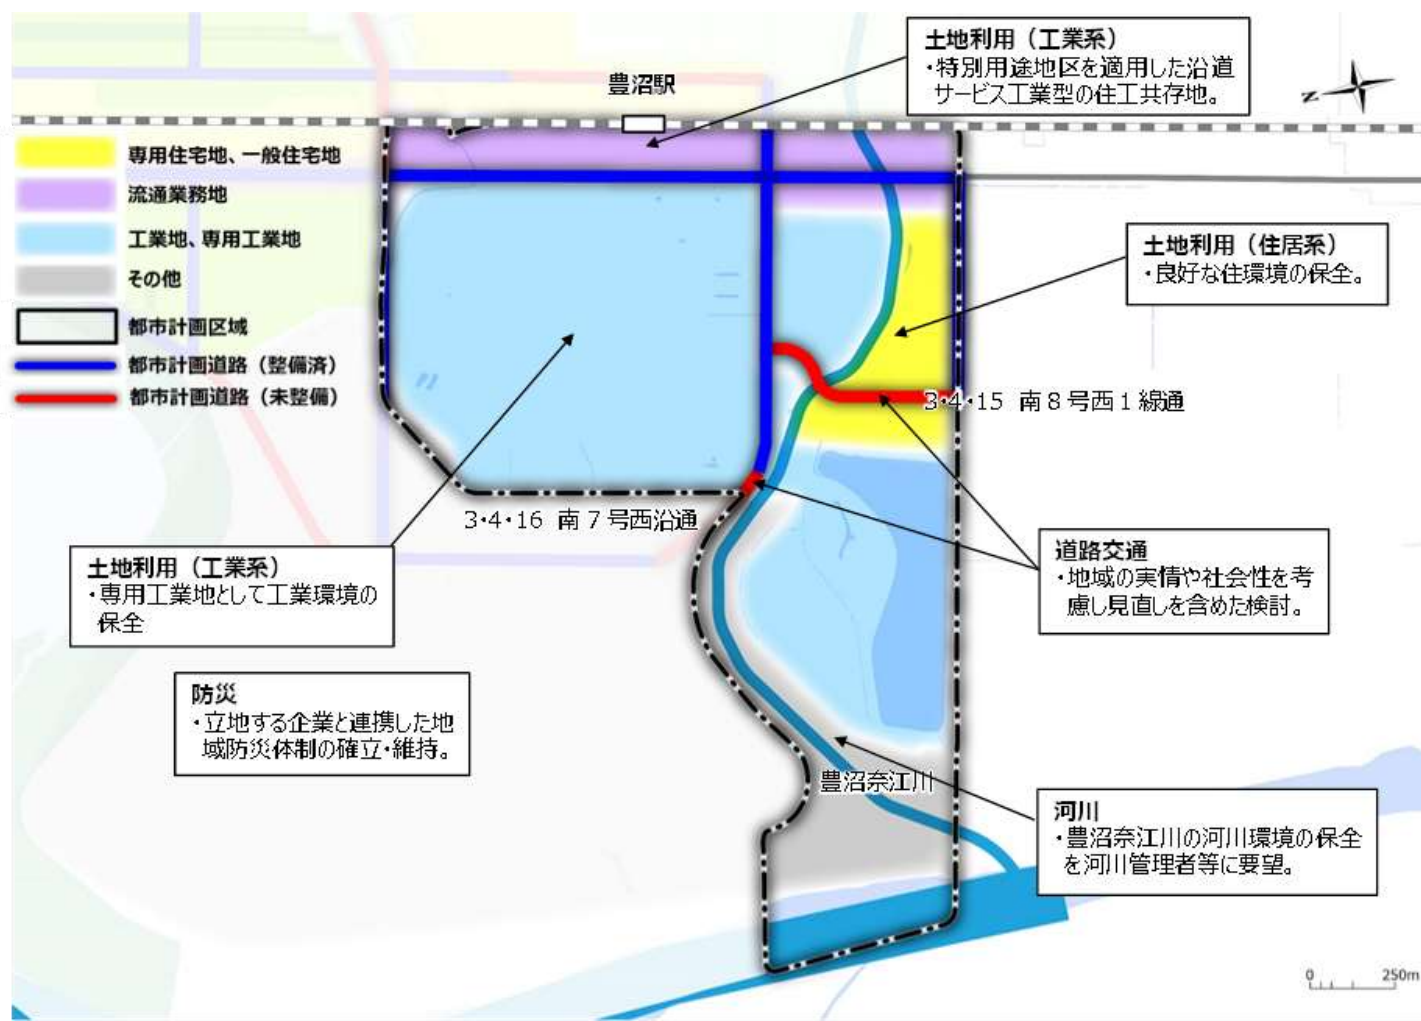 土地利用（工業系）
・特別用途地区を適用した沿道
サービス工業型の住工共存地。
豊沼駅
N
専用住宅地、一般住宅地
流通業務地
工業地、専用工業地
その他
都市計画区域
都市計画道路（整備済）
都市計画道路（未整備）
土地利用（住居系）
・良好な住環境の保全。
3・4・15 南８号西１線通
3・4・16 南７号西沿通
土地利用（工業系）
・専用工業地として工業環境の
保全
道路交通
・地域の実情や社会性を考
慮し見直しを含めた検討。
防災
・立地する企業と連携した地
域防災体制の確立・維持。
豊沼奈江川
河川
・豊沼奈江川の河川環境の保全
を河川管理者等に要望。
0 250m